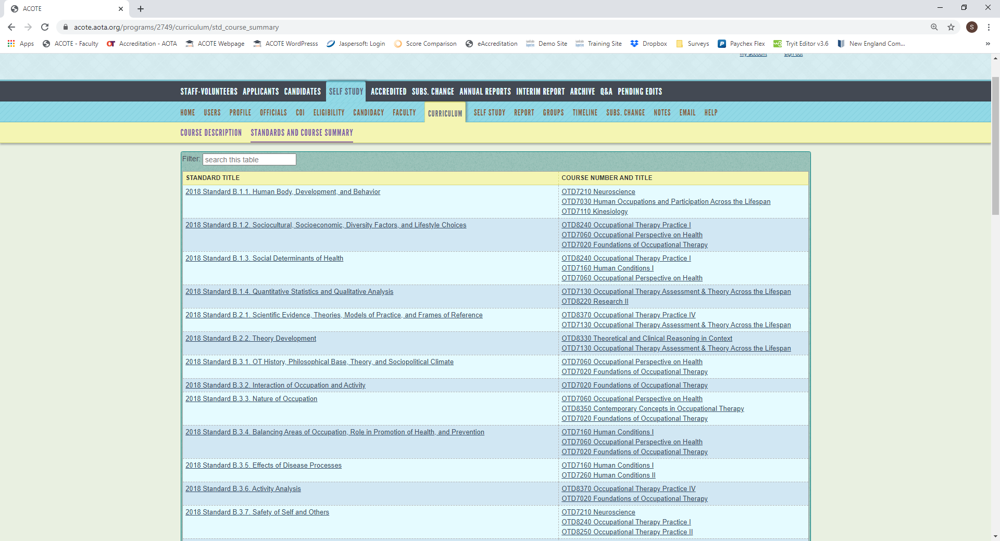 ACOTE
acote.aota.org/programs/2749/curriculum/std_course_summary
S
Apps ACOTE - Faculty Accreditation - AOTA ACOTE Webpage ACOTE WordPresss Jaspersoft: Login Score Comparison eAccreditation Demo Site Training Site Dropbox Surveys Paychex Flex Tryit Editor v3.6 New England Com...
my account sign out
STAFF-VOLUNTEERS APPLICANTS CANDIDATES SELF STUDY ACCREDITED SUBS. CHANGE ANNUAL REPORTS INTERIM REPORT ARCHIVE Q&A PENDING EDITS
HOME USERS PROFILE OFFICIALS COI ELIGIBILITY CANDIDACY FACULTY CURRICULUM SELF STUDY REPORT GROUPS TIMELINE SUBS. CHANGE NOTES EMAIL HELP
COURSE DESCRIPTION STANDARDS AND COURSE SUMMARY
Filter: search this table
STANDARD TITLE COURSE NUMBER AND TITLE
2018 Standard B.1.1. Human Body, Development, and Behavior OTD7210 Neuroscience
OTD7030 Human Occupations and Participation Across the Lifespan
OTD7110 Kinesiology
2018 Standard B.1.2. Sociocultural, Socioeconomic, Diversity Factors, and Lifestyle Choices OTD8240 Occupational Therapy Practice I
OTD7060 Occupational Perspective on Health
OTD7020 Foundations of Occupational Therapy
2018 Standard B.1.3. Social Determinants of Health OTD8240 Occupational Therapy Practice I
OTD7160 Human Conditions I
OTD7060 Occupational Perspective on Health
2018 Standard B.1.4. Quantitative Statistics and Qualitative Analysis OTD7130 Occupational Therapy Assessment & Theory Across the Lifespan
OTD8220 Research II
2018 Standard B.2.1. Scientific Evidence, Theories, Models of Practice, and Frames of Reference OTD8370 Occupational Therapy Practice IV
OTD7130 Occupational Therapy Assessment & Theory Across the Lifespan
2018 Standard B.2.2. Theory Development OTD8330 Theoretical and Clinical Reasoning in Context
OTD7130 Occupational Therapy Assessment & Theory Across the Lifespan
2018 Standard B.3.1. OT History, Philosophical Base, Theory, and Sociopolitical Climate OTD7060 Occupational Perspective on Health
OTD7020 Foundations of Occupational Therapy
2018 Standard B.3.2. Interaction of Occupation and Activity OTD7020 Foundations of Occupational Therapy
2018 Standard B.3.3. Nature of Occupation OTD7060 Occupational Perspective on Health
OTD8350 Contemporary Concepts in Occupational Therapy
OTD7020 Foundations of Occupational Therapy
2018 Standard B.3.4. Balancing Areas of Occupation, Role in Promotion of Health, and Prevention OTD7160 Human Conditions I
OTD7060 Occupational Perspective on Health
OTD7020 Foundations of Occupational Therapy
2018 Standard B.3.5. Effects of Disease Processes OTD7160 Human Conditions I
OTD7260 Human Conditions II
2018 Standard B.3.6. Activity Analysis OTD8370 Occupational Therapy Practice IV
OTD7020 Foundations of Occupational Therapy
2018 Standard B.3.7. Safety of Self and Others OTD7210 Neuroscience
OTD8240 Occupational Therapy Practice I
OTD8250 Occupational Therapy Practice II